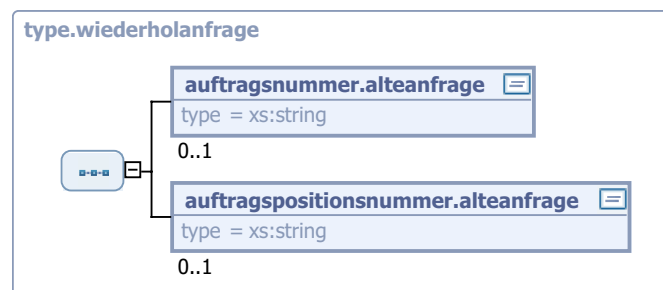 type.wiederholanfrage
auftragsnummer.alteanfrage
type = xs:string
0..1
auftragspositionsnummer.alteanfrage
type = xs:string
0..1